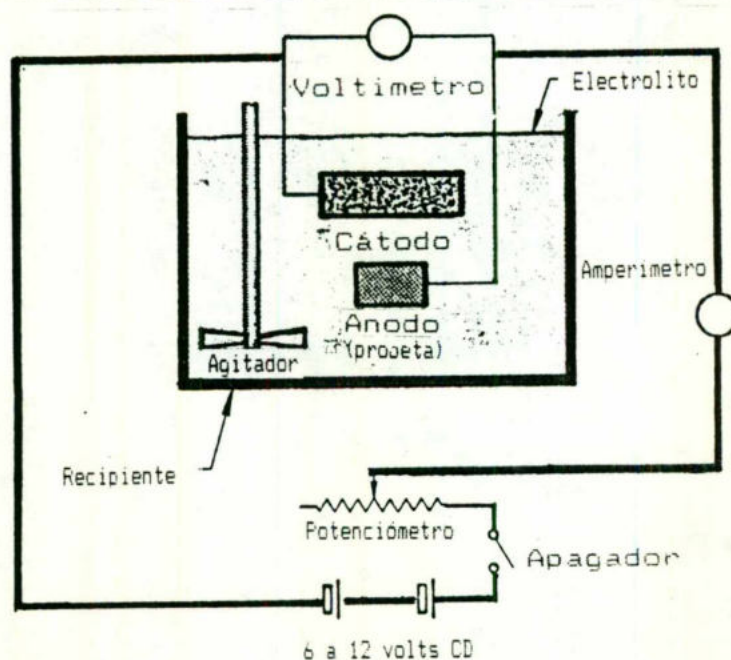 Voltimetro
Electrolito
Cátodo
Amperimetro
Anodo
(probeta)
Agitador
Recipiente
Potenciómetro
Apagador
6 a 12 volts CD